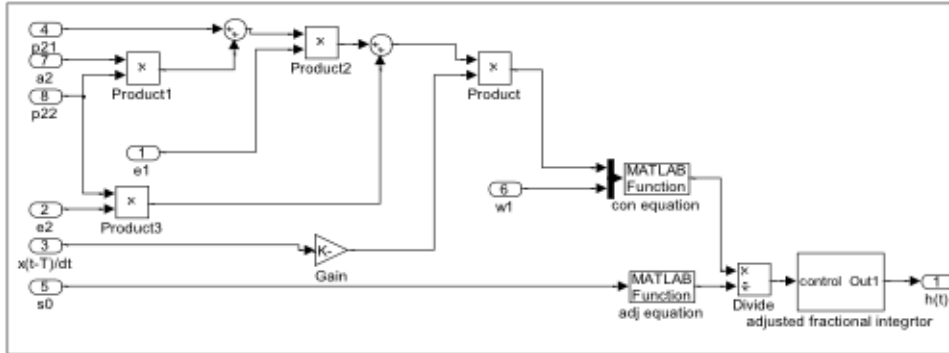 4
p21
7
a2
8
p22
×
Product1
+
+
×
Product2
+
+
×
Product
1
e1
2
e2
×
Product3
3
x(t-T)/dt
K-
Gain
5
s0
6
w1
MATLAB
Function
con equation
MATLAB
Function
adj equation
×
÷
Divide
control Out1
adjusted fractional integrtor
1
h(t)